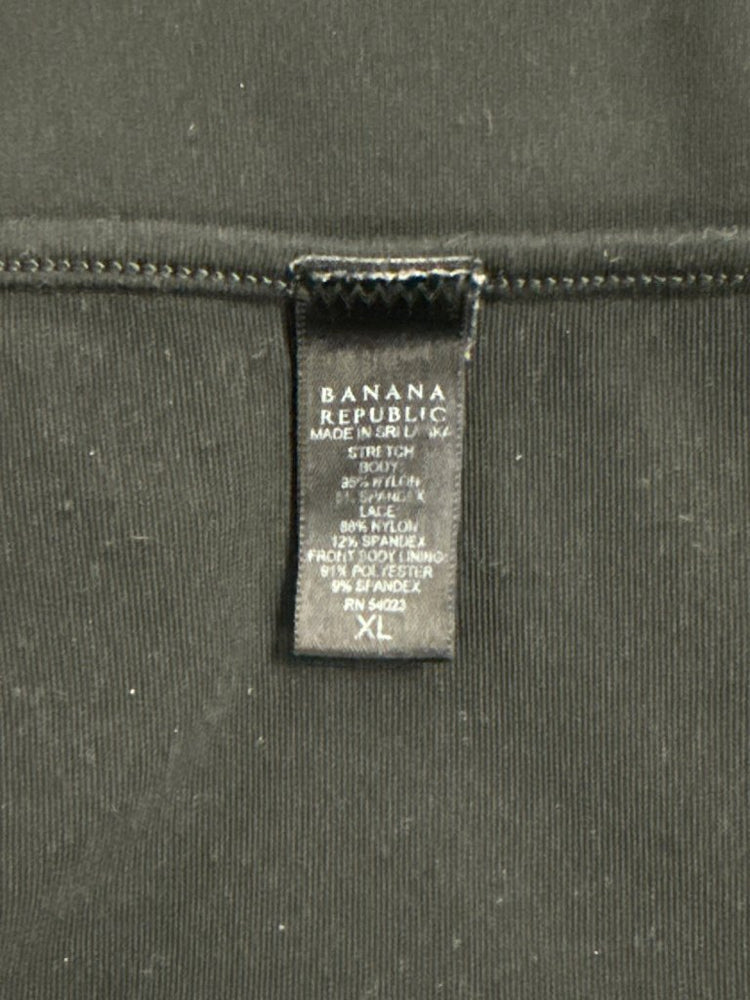 BANANA
REPUBLIC
MADE IN SRI LANKA
STRETCH
BODY
NYLON
SPANDEX
LACE
88% NYLON
12% SPANDEX
FRONT BODY LINING
91% POLYESTER
9% SPANDEX
RN 54023
XL